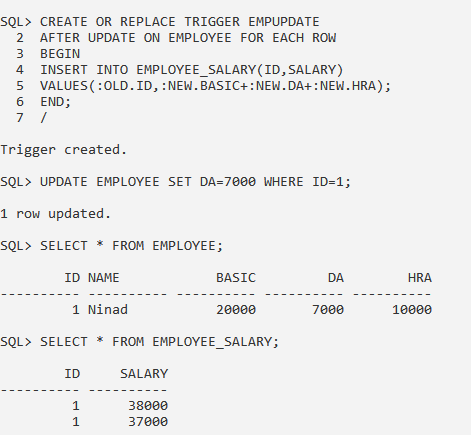 SQL> CREATE OR REPLACE TRIGGER EMPUPDATE
  2  AFTER UPDATE ON EMPLOYEE FOR EACH ROW
  3  BEGIN
  4  INSERT INTO EMPLOYEE_SALARY(ID,SALARY)
  5  VALUES(:OLD.ID,:NEW.BASIC+:NEW.DA+:NEW.HRA);
  6  END;
  7  /
Trigger created.
SQL> UPDATE EMPLOYEE SET DA=7000 WHERE ID=1;
1 row updated.
SQL> SELECT * FROM EMPLOYEE;
        ID NAME            BASIC         DA        HRA
---------- ---------- ---------- ---------- ----------
         1 Ninad           20000       7000      10000
SQL> SELECT * FROM EMPLOYEE_SALARY;
        ID     SALARY
---------- ----------
         1      38000
         1      37000